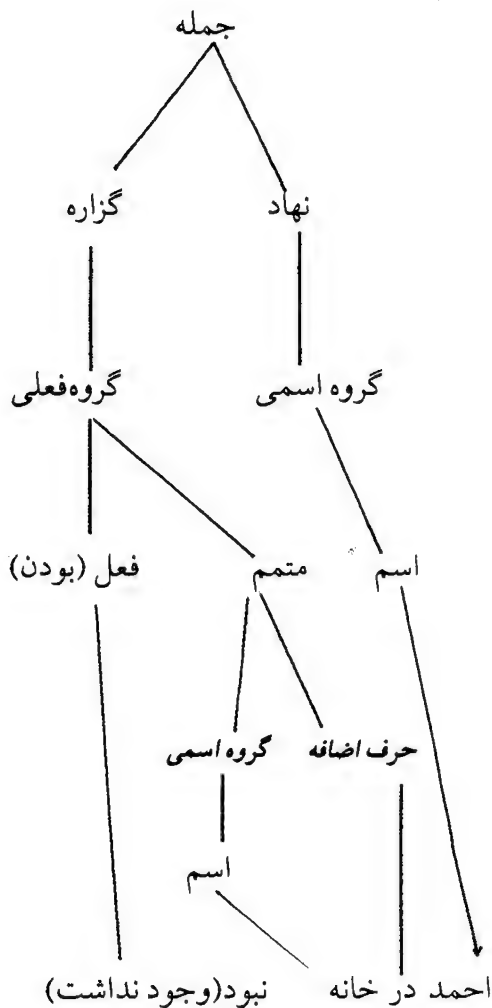 جمله
نهاد گزاره
گروه اسمی گروه‌فعلی
اسم متمم فعل (بودن)
حرف اضافه گروه اسمی
اسم
احمد در خانه نبود(وجود نداشت)